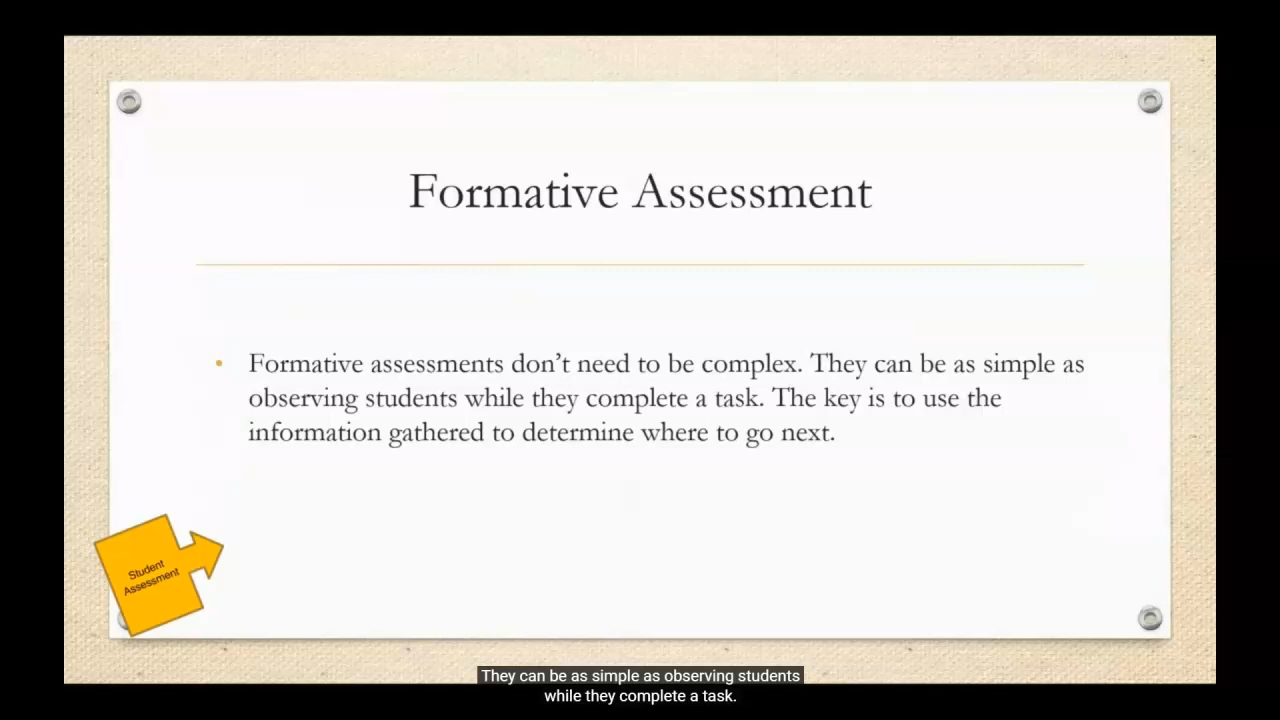 Formative Assessment
• Formative assessments don’t need to be complex. They can be as simple as
observing students while they complete a task. The key is to use the
information gathered to determine where to go next.
Student
Assessment
They can be as simple as observing students
while they complete a task.